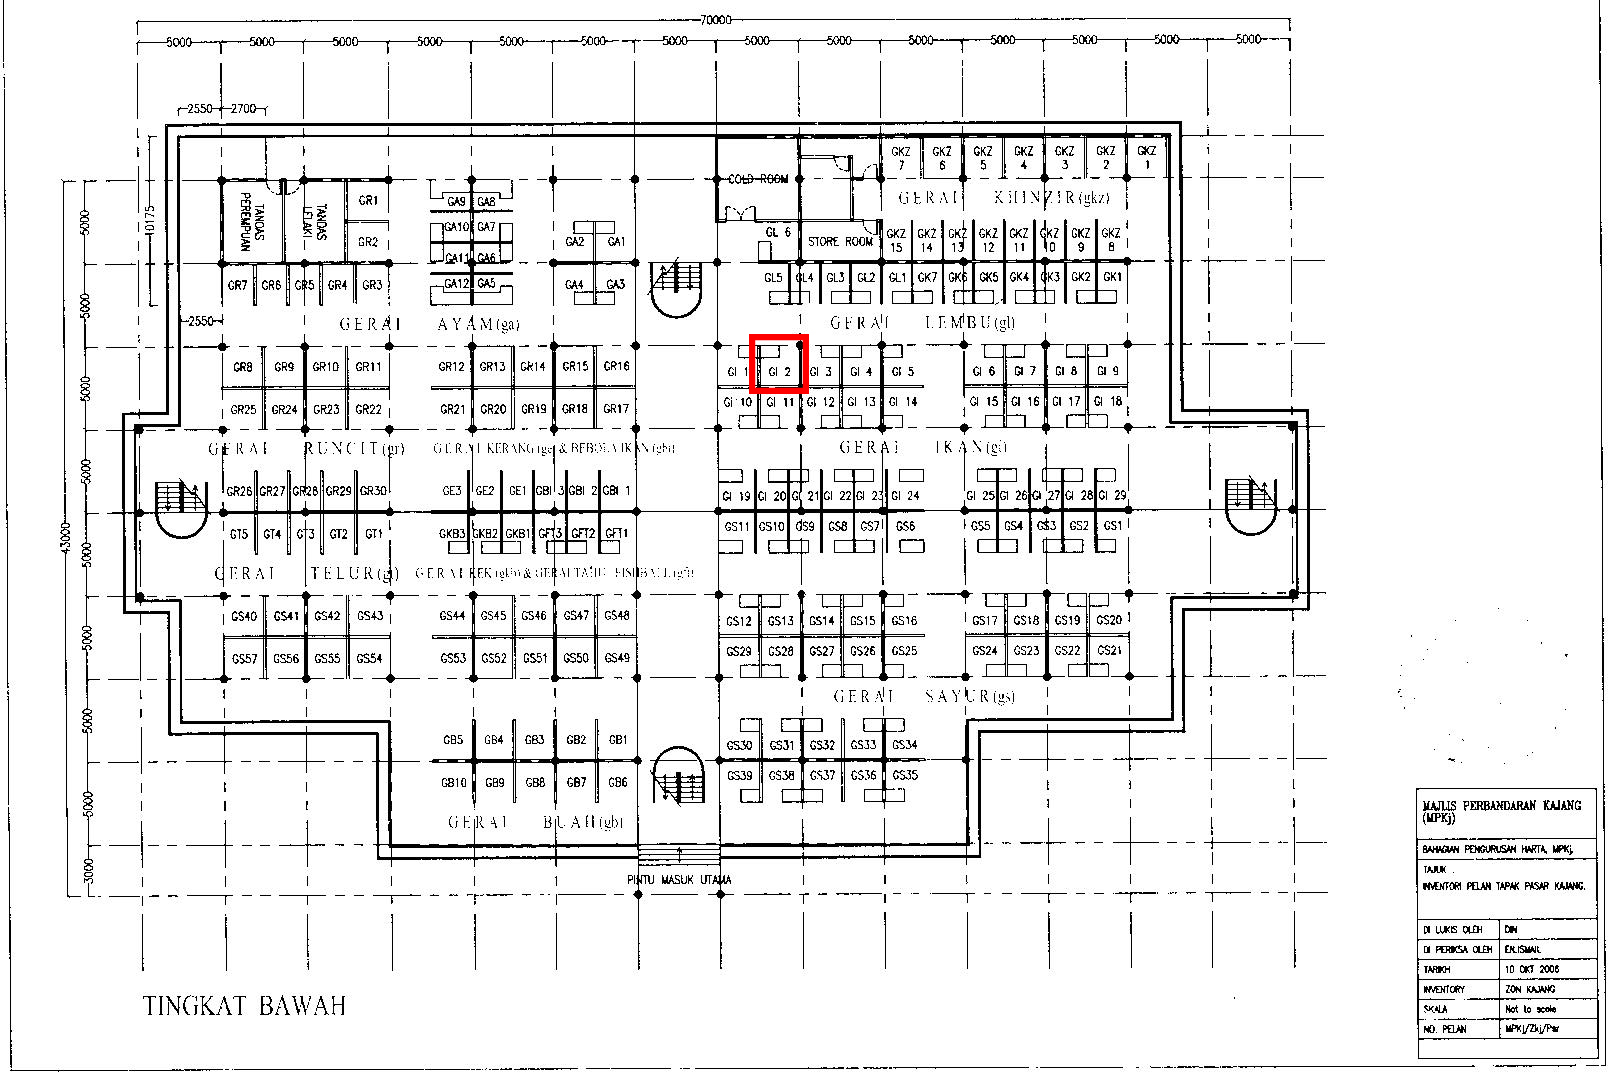 70000
5000 5000 5000 5000 5000 5000 5000 5000 5000 5000 5000 5000 5000 5000
2550 2700
GKZ 7 GKZ 6 GKZ 5 GKZ 4 GKZ 3 GKZ 2 GKZ 1
COLD ROOM
GERAI KHINZIR(gkz)
TANDAS PEREMPUAN
TANDAS LELAKI
GR1
GR2
GA9 GA8
GA10 GA7
GA11 GA6
GA12 GA5
GA2 GA1
GA4 GA3
GL 6
STORE ROOM
GKZ 15 GKZ 14 GKZ 13 GKZ 12 GKZ 11 GKZ 10 GKZ 9 GKZ 8
5000
10175
GR7 GR6 GR5 GR4 GR3
GL5 GL4 GL3 GL2 GL1 GK7 GK6 GK5 GK4 GK3 GK2 GK1
5000
2550
GERAI AYAM(ga)
GERAI LEMBU(gl)
GR8 GR9 GR10 GR11 GR12 GR13 GR14 GR15 GR16
GI 1 GI 2 GI 3 GI 4 GI 5 GI 6 GI 7 GI 8 GI 9
5000
GR25 GR24 GR23 GR22 GR21 GR20 GR19 GR18 GR17
GI 10 GI 11 GI 12 GI 13 GI 14 GI 15 GI 16 GI 17 GI 18
GERAI RUNCIT(gr)
GERAI KERANG(ge) & BEBOLA IKAN(gbi)
GERAI IKAN(gi)
5000
GR26 GR27 GR28 GR29 GR30 GE3 GE2 GE1 GBI 3 GBI 2 GBI 1
GI 19 GI 20 GI 21 GI 22 GI 23 GI 24 GI 25 GI 26 GI 27 GI 28 GI 29
GT5 GT4 GT3 GT2 GT1 GKB3 GKB2 GKB1 GFT3 GFT2 GFT1
GS11 GS10 GS9 GS8 GS7 GS6 GS5 GS4 GS3 GS2 GS1
43000
5000
GERAI TELUR(gt)
GERAI KEK(gkb) & GERAI TAHU FISHBALL(gft)
GS40 GS41 GS42 GS43 GS44 GS45 GS46 GS47 GS48
GS12 GS13 GS14 GS15 GS16 GS17 GS18 GS19 GS20
5000
GS57 GS56 GS55 GS54 GS53 GS52 GS51 GS50 GS49
GS29 GS28 GS27 GS26 GS25 GS24 GS23 GS22 GS21
GERAI SAYUR(gs)
5000
GB5 GB4 GB3 GB2 GB1
GS30 GS31 GS32 GS33 GS34
GB10 GB9 GB8 GB7 GB6
GS39 GS38 GS37 GS36 GS35
5000
GERAI BUAH(gb)
3000
PINTU MASUK UTAMA
TINGKAT BAWAH
MAJLIS PERBANDARAN KAJANG
(MPKj)
BAHAGIAN PENGURUSAN HARTA, MPKj.
TAJUK
INVENTORI PELAN TAPAK PASAR KAJANG.
DI LUKIS OLEH DIN
DI PERIKSA OLEH EN.ISMAIL
TARIKH 10 OKT 2006
INVENTORY ZON KAJANG
SKALA Not to scale
NO. PELAN MPKj/Zkj/Psr